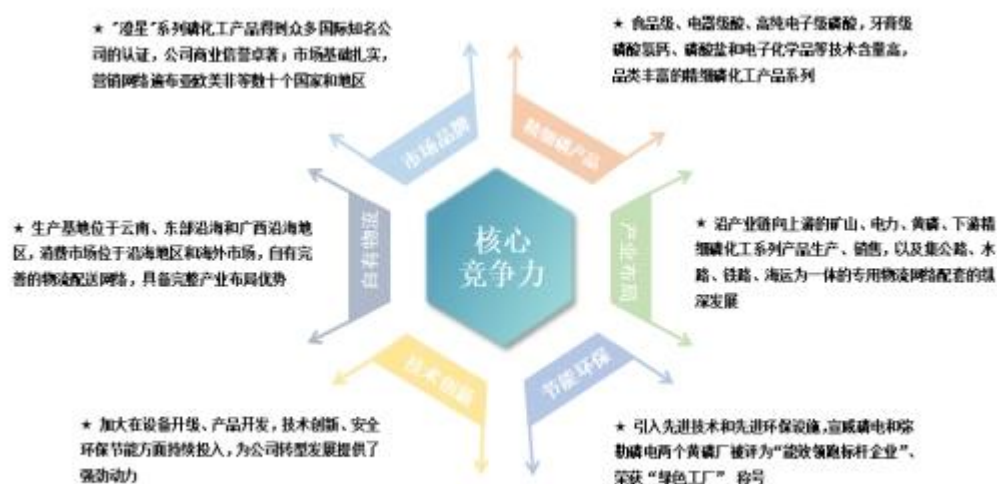 ★ “澄星”系列磷化工产品得到众多国际知名公
司的认证，公司商业信誉卓著；市场基础扎实，
营销网络遍布亚欧美非等数十个国家和地区
★ 食品级、电器级酸、高纯电子级磷酸，牙膏级
磷酸氢钙、磷酸盐和电子化学品等技术含量高，
品类丰富的精细磷化工产品系列
市场品牌
精细磷产品
★ 生产基地位于云南、东部沿海和广西沿海地
区，消费市场位于沿海地区和海外市场，自有完
善的物流配送网络，具备完整产业布局优势
自有物流
核心
竞争力
产业布局
★ 沿产业链向上游的矿山、电力、黄磷、下游精
细磷化工系列产品生产、销售，以及集公路、水
路、铁路、海运为一体的专用物流网络配套的纵
深发展
技术创新
节能环保
★ 加大在设备升级、产品开发，技术创新、安全
环保节能方面持续投入，为公司转型发展提供了
强劲动力
★ 引入先进技术和先进环保设施，宣威磷电和弥
勒磷电两个黄磷厂被评为“能效领跑标杆企业”、
荣获“绿色工厂” 称号